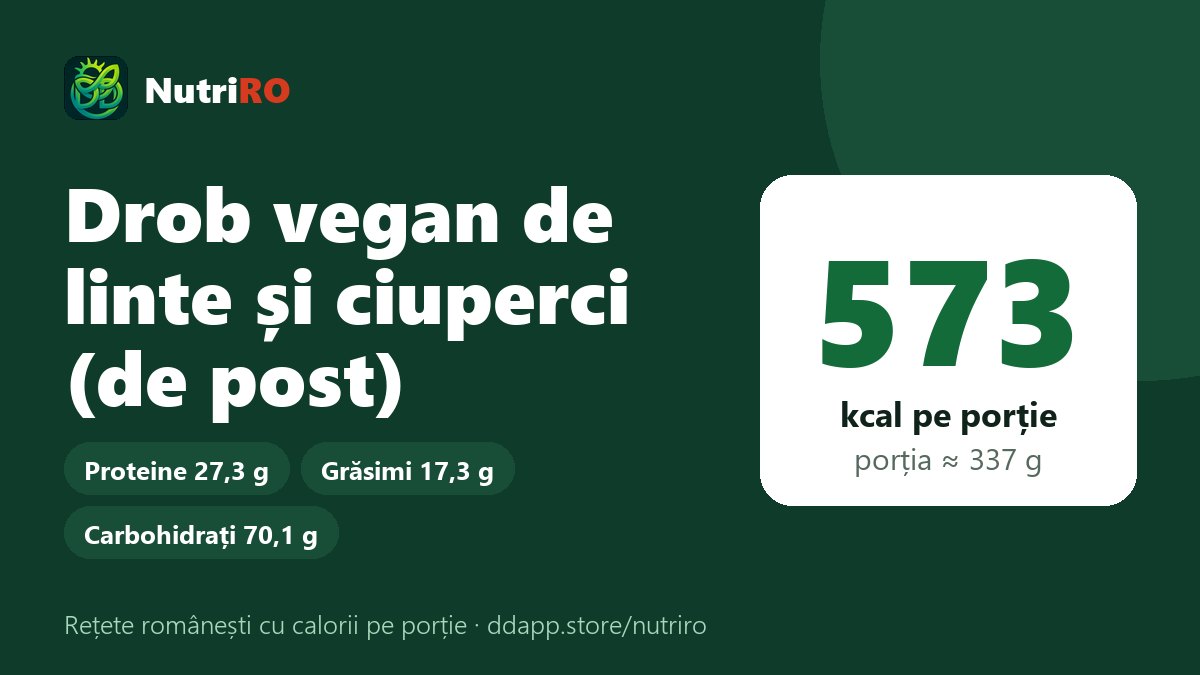 NutriRO
Drob vegan de
linte și ciuperci
(de post)
573
kcal pe porție
porția ≈ 337 g
Proteine 27,3 g
Grăsimi 17,3 g
Carbohidrați 70,1 g
Rețete românești cu calorii pe porție · ddapp.store/nutriro